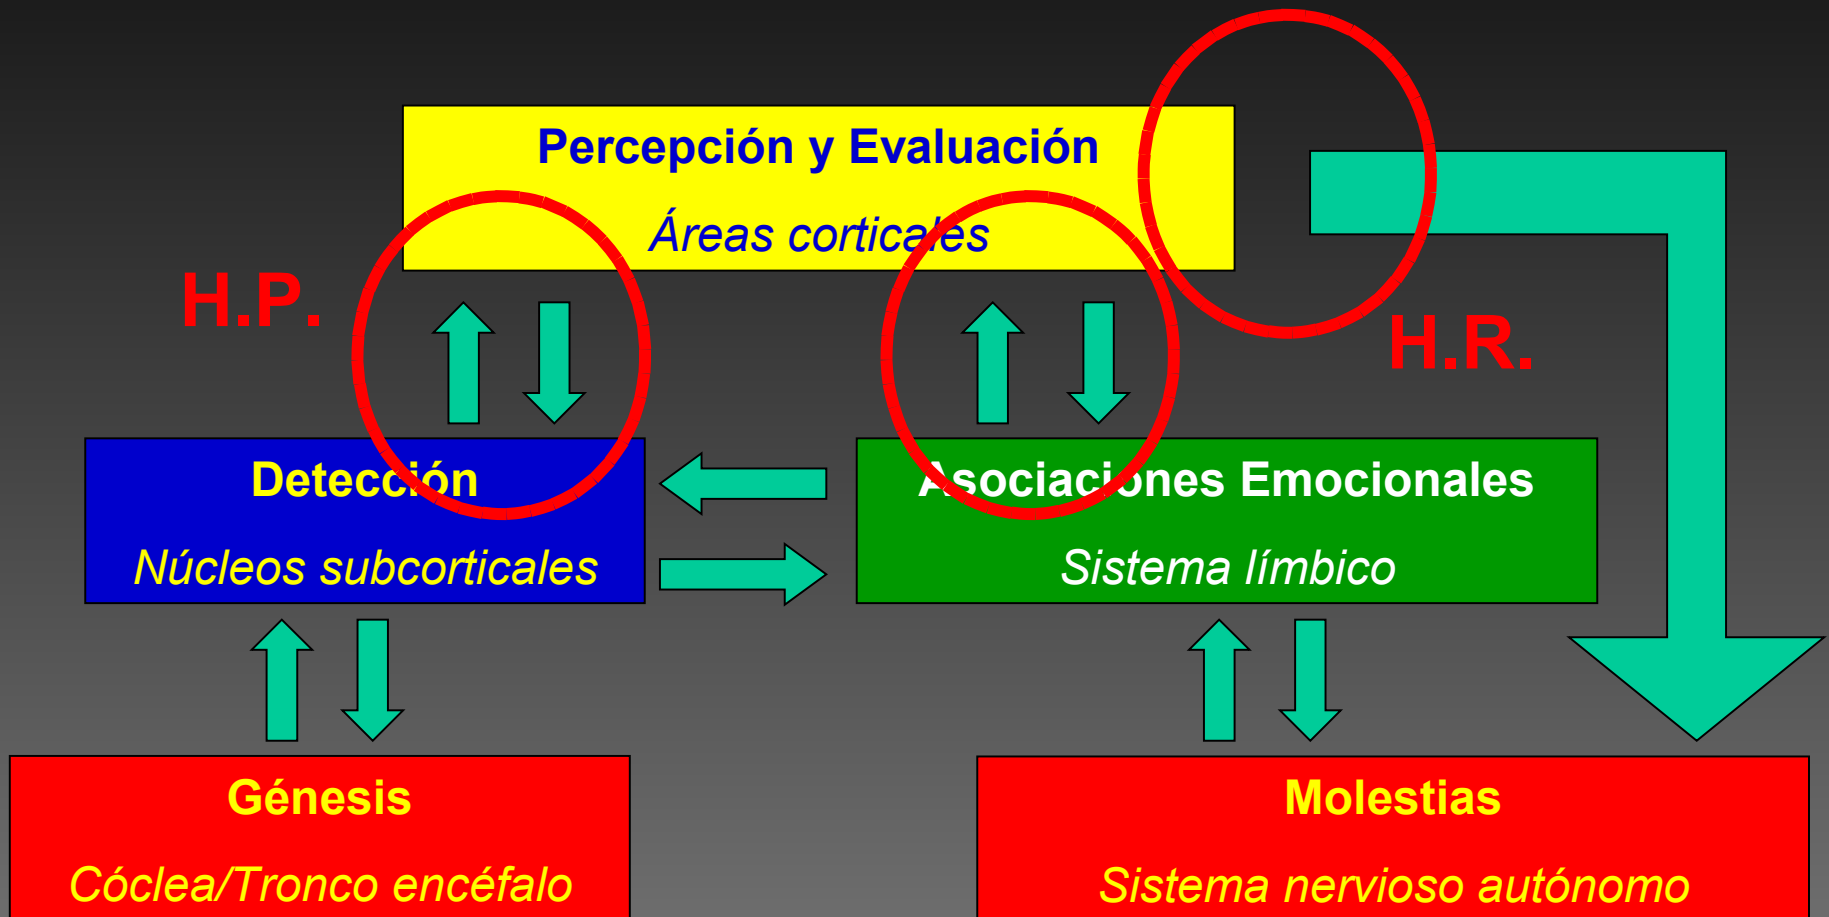 Percepción y Evaluación
Áreas corticales
H.P.
H.R.
Detección
Núcleos subcorticales
Asociaciones Emocionales
Sistema límbico
Génesis
Cóclea/Tronco encéfalo
Molestias
Sistema nervioso autónomo